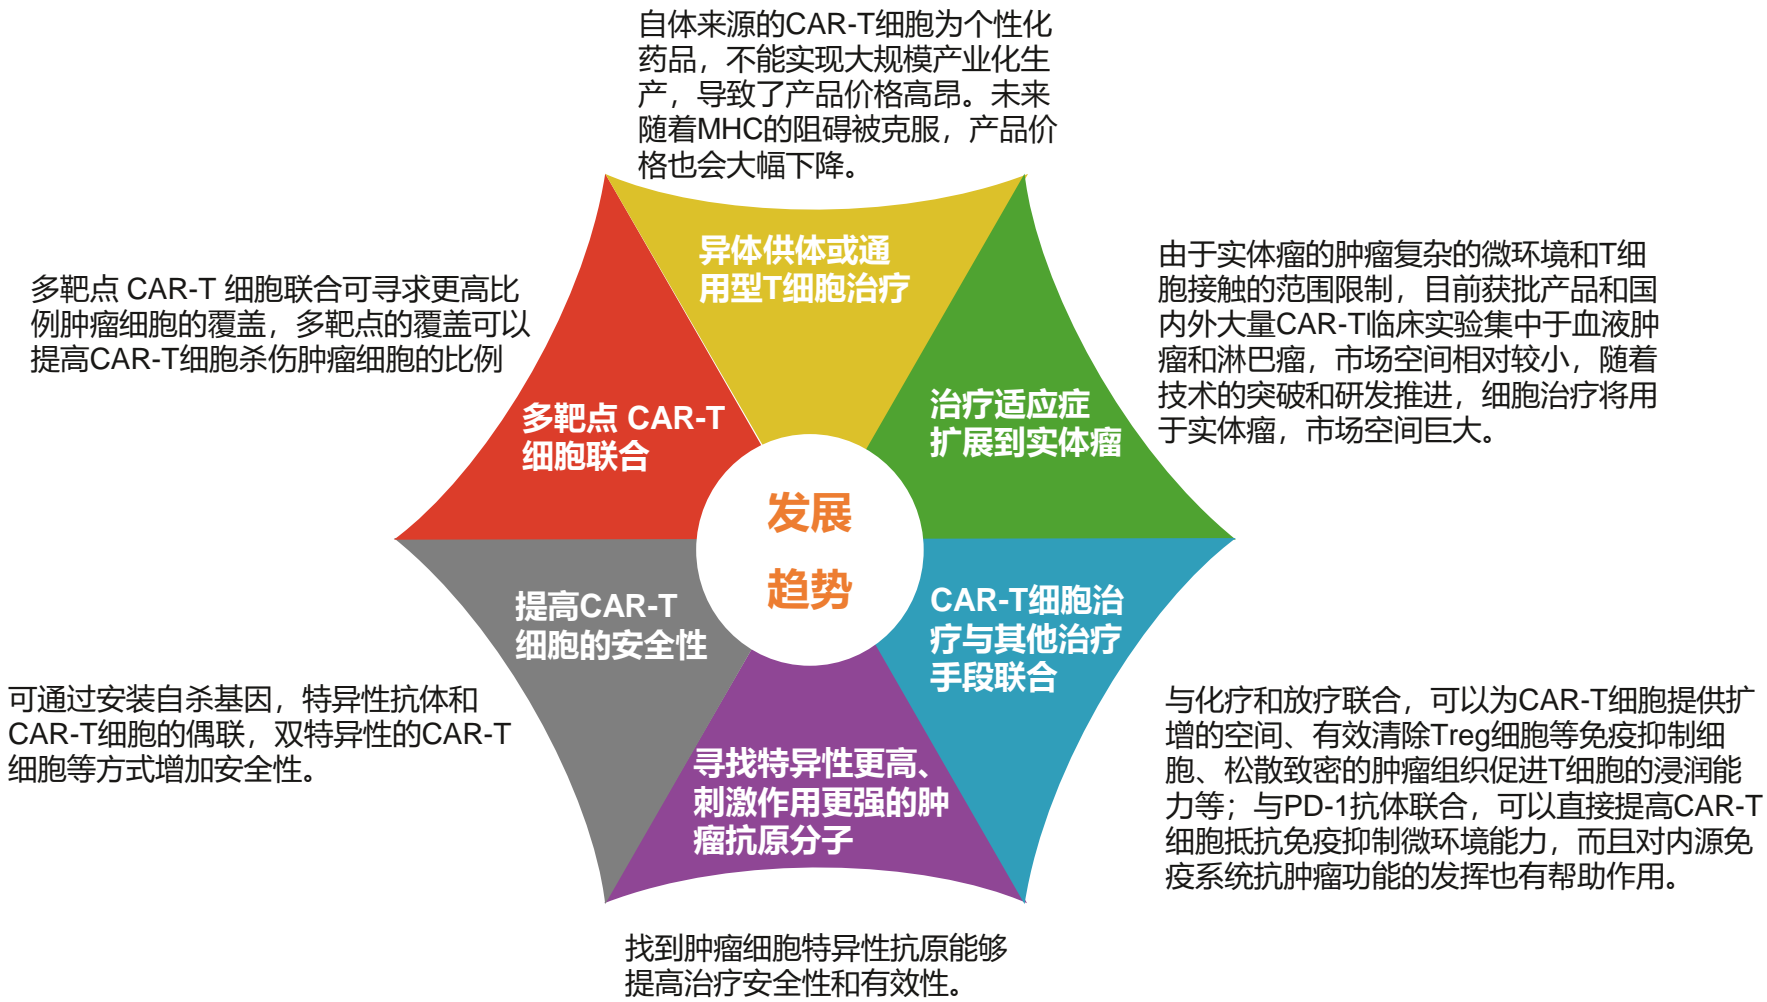 自体来源的CAR-T细胞为个性化
药品，不能实现大规模产业化生
产，导致了产品价格高昂。未来
随着MHC的阻碍被克服，产品价
格也会大幅下降。
异体供体或通
用型T细胞治疗
由于实体瘤的肿瘤复杂的微环境和T细
胞接触的范围限制，目前获批产品和国
内外大量CAR-T临床实验集中于血液肿
瘤和淋巴瘤，市场空间相对较小，随着
技术的突破和研发推进，细胞治疗将用
于实体瘤，市场空间巨大。
治疗适应症
扩展到实体瘤
多靶点 CAR-T 细胞联合可寻求更高比
例肿瘤细胞的覆盖，多靶点的覆盖可以
提高CAR-T细胞杀伤肿瘤细胞的比例
多靶点 CAR-T
细胞联合
发展
趋势
提高CAR-T
细胞的安全性
可通过安装自杀基因，特异性抗体和
CAR-T细胞的偶联，双特异性的CAR-T
细胞等方式增加安全性。
CAR-T细胞治
疗与其他治疗
手段联合
与化疗和放疗联合，可以为CAR-T细胞提供扩
增的空间、有效清除Treg细胞等免疫抑制细
胞、松散致密的肿瘤组织促进T细胞的浸润能
力等；与PD-1抗体联合，可以直接提高CAR-T
细胞抵抗免疫抑制微环境能力，而且对内源免
疫系统抗肿瘤功能的发挥也有帮助作用。
寻找特异性更高、
刺激作用更强的肿
瘤抗原分子
找到肿瘤细胞特异性抗原能够
提高治疗安全性和有效性。